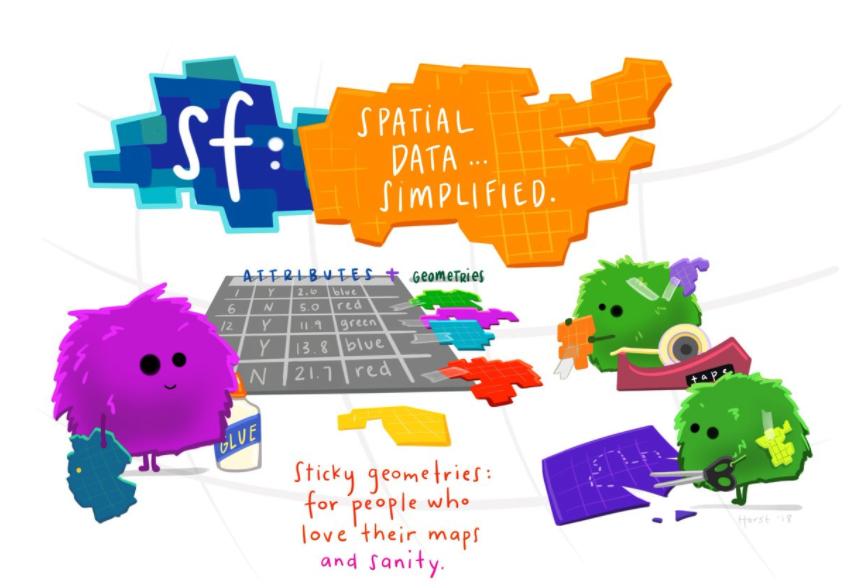 sf:
SPATIAL
DATA ...
SIMPLIFIED.
ATTRIBUTES + GEOMETRIES
1 Y 2.6 blue
6 N 5.0 red
12 Y 11.9 green
Y 13.8 blue
N 21.7 red
tape
GLUE
Sticky geometries:
for people who
love their maps
and sanity.
Horst '18